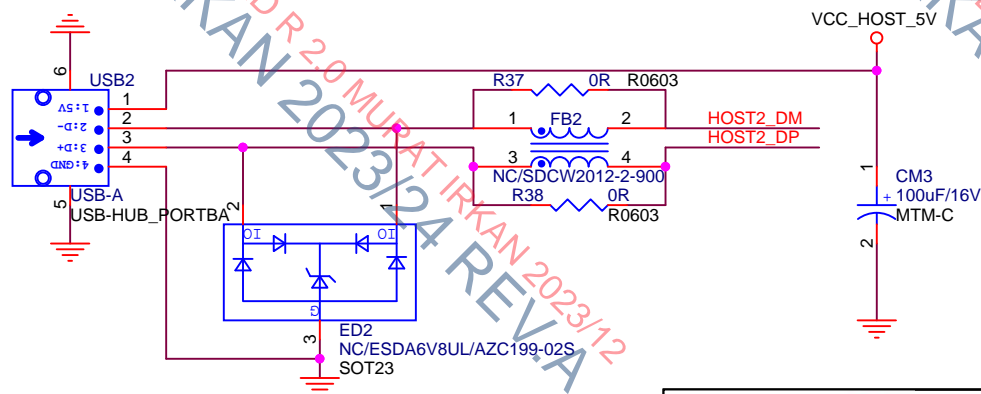 VCC_HOST_5V
6
USB2
1:5V
2:D-
3:D+
4:GND
1
2
3
4
5
USB-A
USB-HUB_PORTBA
R37
0R
R0603
FB2
1
2
3
4
NC/SDCW2012-2-900
R38
0R
R0603
HOST2_DM
HOST2_DP
1
CM3
+
100uF/16V
MTM-C
2
2
1
IO
IO
G
3
ED2
NC/ESDA6V8UL/AZC199-02S
SOT23
D R 2.0 MURAT IRKAN 2023/12
RKAN 2023/24 REV.A